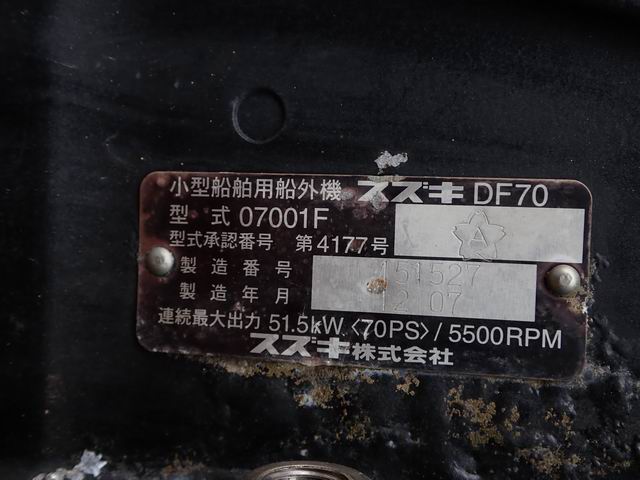 小型船舶用船外機 スズキ DF70
型 式 07001F
型式承認番号 第4177号
A
製造番号 151527
製造年月 2 07
連続最大出力 51.5kW〈70PS〉/5500RPM
スズキ株式会社